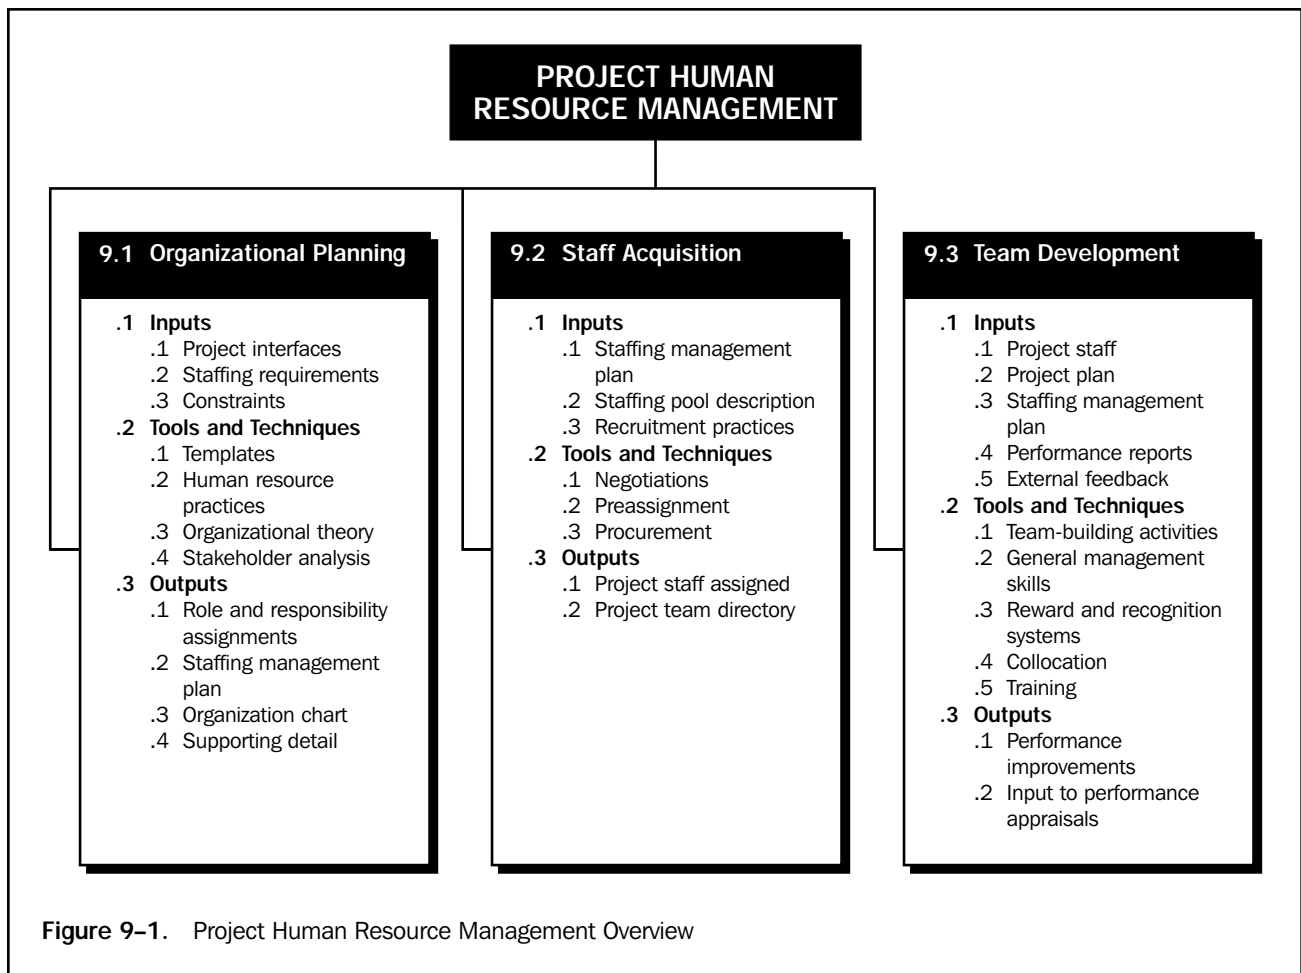 PROJECT HUMAN
RESOURCE MANAGEMENT
9.1 Organizational Planning
.1 Inputs
.1 Project interfaces
.2 Staffing requirements
.3 Constraints
.2 Tools and Techniques
.1 Templates
.2 Human resource
practices
.3 Organizational theory
.4 Stakeholder analysis
.3 Outputs
.1 Role and responsibility
assignments
.2 Staffing management
plan
.3 Organization chart
.4 Supporting detail
9.2 Staff Acquisition
.1 Inputs
.1 Staffing management
plan
.2 Staffing pool description
.3 Recruitment practices
.2 Tools and Techniques
.1 Negotiations
.2 Preassignment
.3 Procurement
.3 Outputs
.1 Project staff assigned
.2 Project team directory
9.3 Team Development
.1 Inputs
.1 Project staff
.2 Project plan
.3 Staffing management
plan
.4 Performance reports
.5 External feedback
.2 Tools and Techniques
.1 Team-building activities
.2 General management
skills
.3 Reward and recognition
systems
.4 Collocation
.5 Training
.3 Outputs
.1 Performance
improvements
.2 Input to performance
appraisals
Figure 9–1. Project Human Resource Management Overview